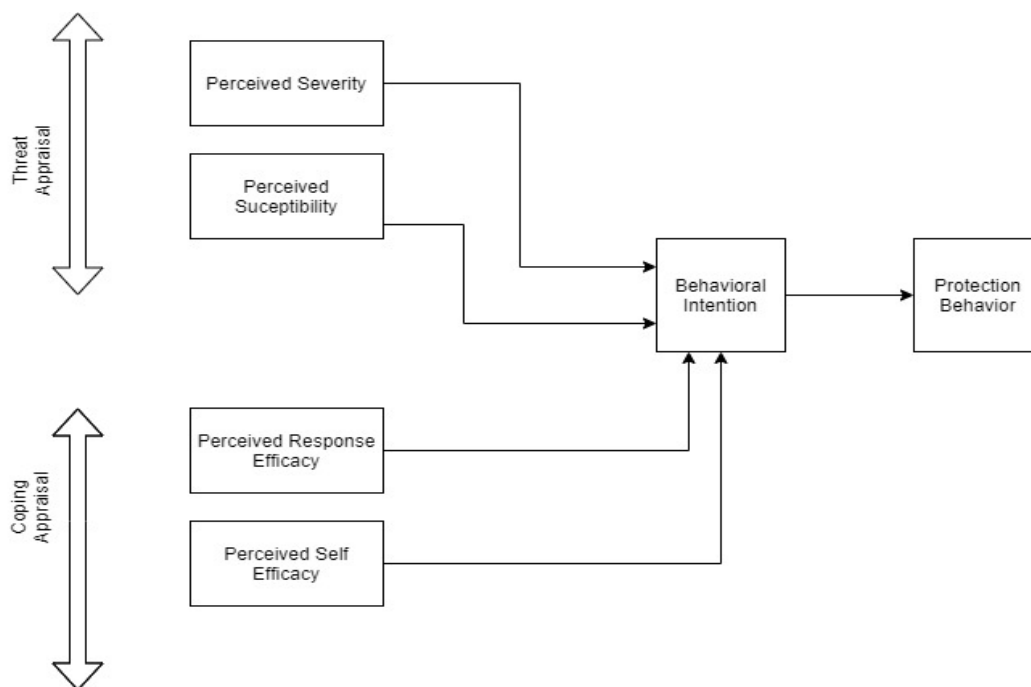 Threat
Appraisal
Perceived Severity
Perceived
Suceptibility
Behavioral
Intention
Protection
Behavior
Coping
Appraisal
Perceived Response
Efficacy
Perceived Self
Efficacy